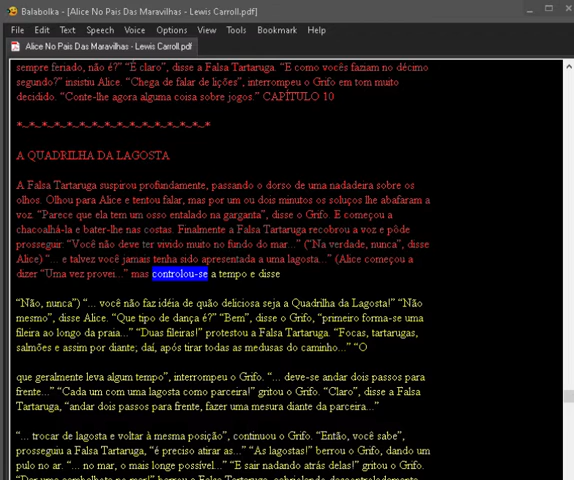 Balabolka - [Alice No Pais Das Maravilhas - Lewis Carroll.pdf]
File Edit Text Speech Voice Options View Tools Bookmark Help
Alice No Pais Das Maravilhas - Lewis Carroll.pdf
sempre feriado, não é?” “É claro”, disse a Falsa Tartaruga. “E como vocês faziam no décimo
segundo?” insistiu Alice. “Chega de falar de lições”, interrompeu o Grifo em tom muito
decidido. “Conte-lhe agora alguma coisa sobre jogos.” CAPÍTULO 10
*~*~*~*~*~*~*~*~*~*~*~*~*~*~*~*
A QUADRILHA DA LAGOSTA
A Falsa Tartaruga suspirou profundamente, passando o dorso de uma nadadeira sobre os
olhos. Olhou para Alice e tentou falar, mas por um ou dois minutos os soluços lhe abafaram a
voz. “Parece que ela tem um osso entalado na garganta”, disse o Grifo. E começou a
chacoalhá-la e bater-lhe nas costas. Finalmente a Falsa Tartaruga recobrou a voz e pôde
prosseguir: “Você não deve ter vivido muito no fundo do mar...” (“Na verdade, nunca”, disse
Alice) “... e talvez você jamais tenha sido apresentada a uma lagosta...” (Alice começou a
dizer “Uma vez provei...” mas controlou-se a tempo e disse
“Não, nunca”) “... você não faz idéia de quão deliciosa seja a Quadrilha da Lagosta!” “Não
mesmo”, disse Alice. “Que tipo de dança é?” “Bem”, disse o Grifo, “primeiro forma-se uma
fileira ao longo da praia...” “Duas fileiras!” protestou a Falsa Tartaruga. “Focas, tartarugas,
salmões e assim por diante; daí, após tirar todas as medusas do caminho...” “O
que geralmente leva algum tempo”, interrompeu o Grifo. “... deve-se andar dois passos para
frente...” “Cada um com uma lagosta como parceira!” gritou o Grifo. “Claro”, disse a Falsa
Tartaruga, “andar dois passos para frente, fazer uma mesura diante da parceira...”
“... trocar de lagosta e voltar à mesma posição”, continuou o Grifo. “Então, você sabe”,
prosseguiu a Falsa Tartaruga, “é preciso atirar as...” “As lagostas!” berrou o Grifo, dando um
pulo no ar. “... no mar, o mais longe possível...” “E sair nadando atrás delas!” gritou o Grifo.